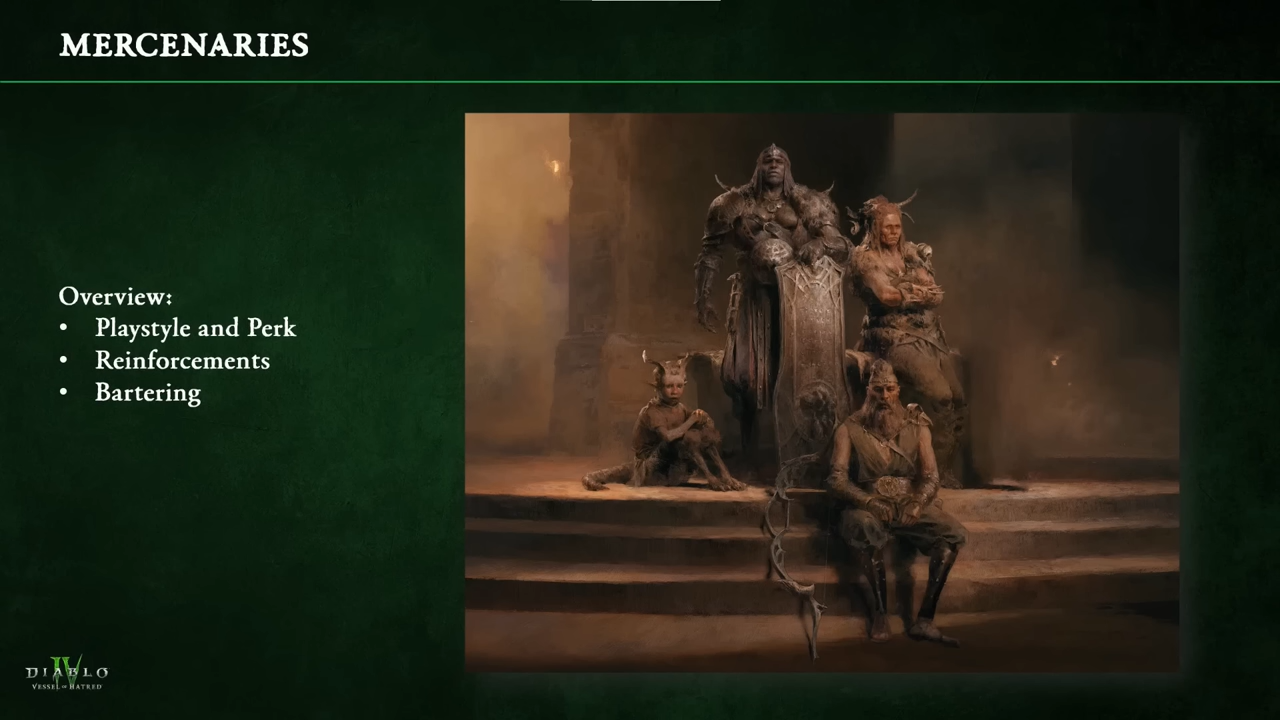 MERCENARIES
Overview:
• Playstyle and Perk
• Reinforcements
• Bartering
DIABLO
IV
VESSEL OF HATRED